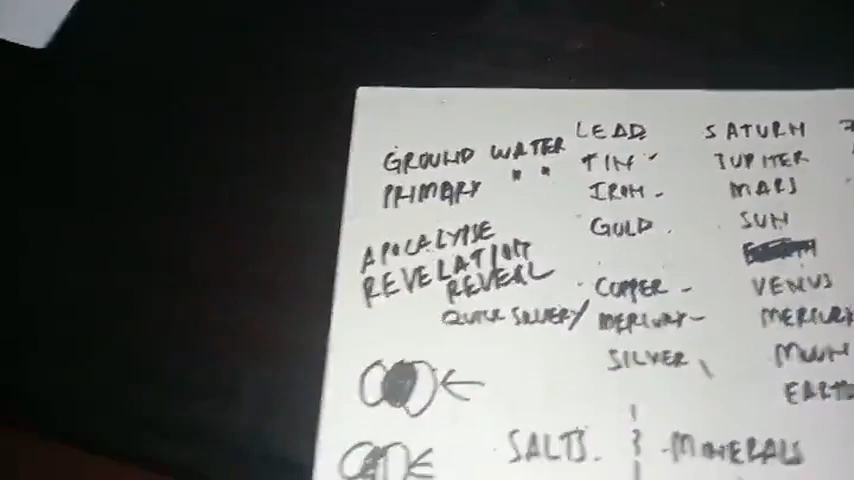 GROUND WATER LEAD SATURN
PRIMARY " " TIN JUPITER
IRON - MARS
APOCALYPSE GOLD . SUN
REVELATION
REVEAL COPPER - VENUS
QUICK SILVERY/ MERCURY - MERCURY
SILVER MOON
EARTH
SALTS. & - MINERALS